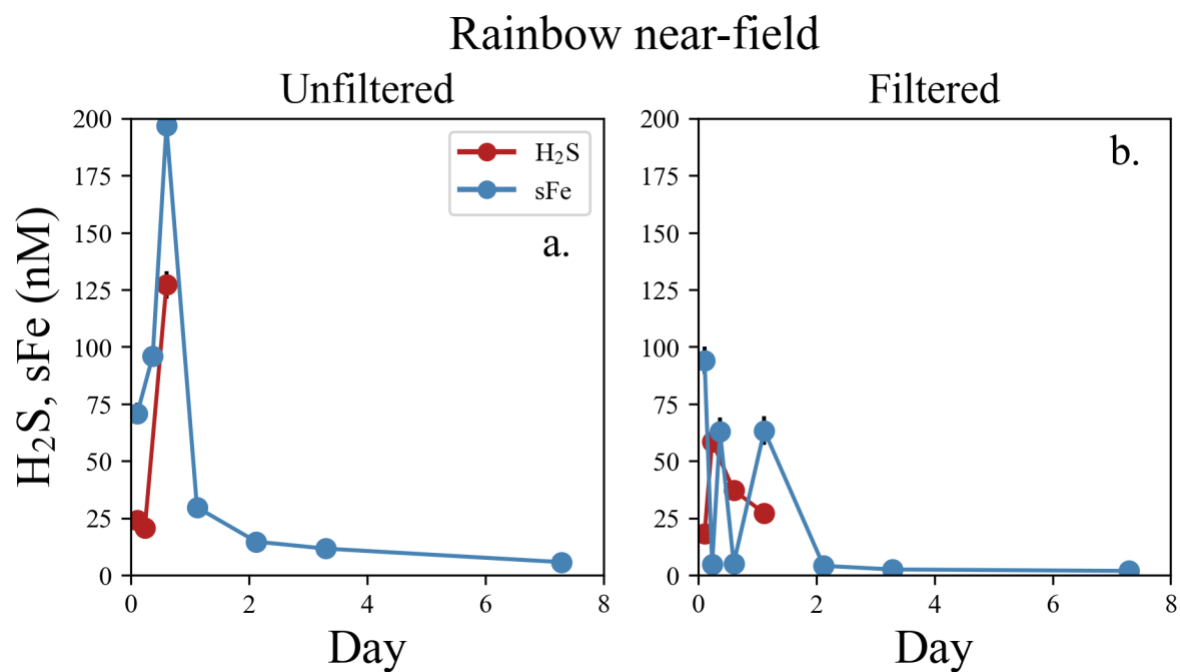 Rainbow near-field
Unfiltered
Filtered
H₂S, sFe (nM)
200
175
150
125
100
75
50
25
0
H₂S
sFe
a.
0 2 4 6 8
Day
200
175
150
125
100
75
50
25
0
b.
0 2 4 6 8
Day